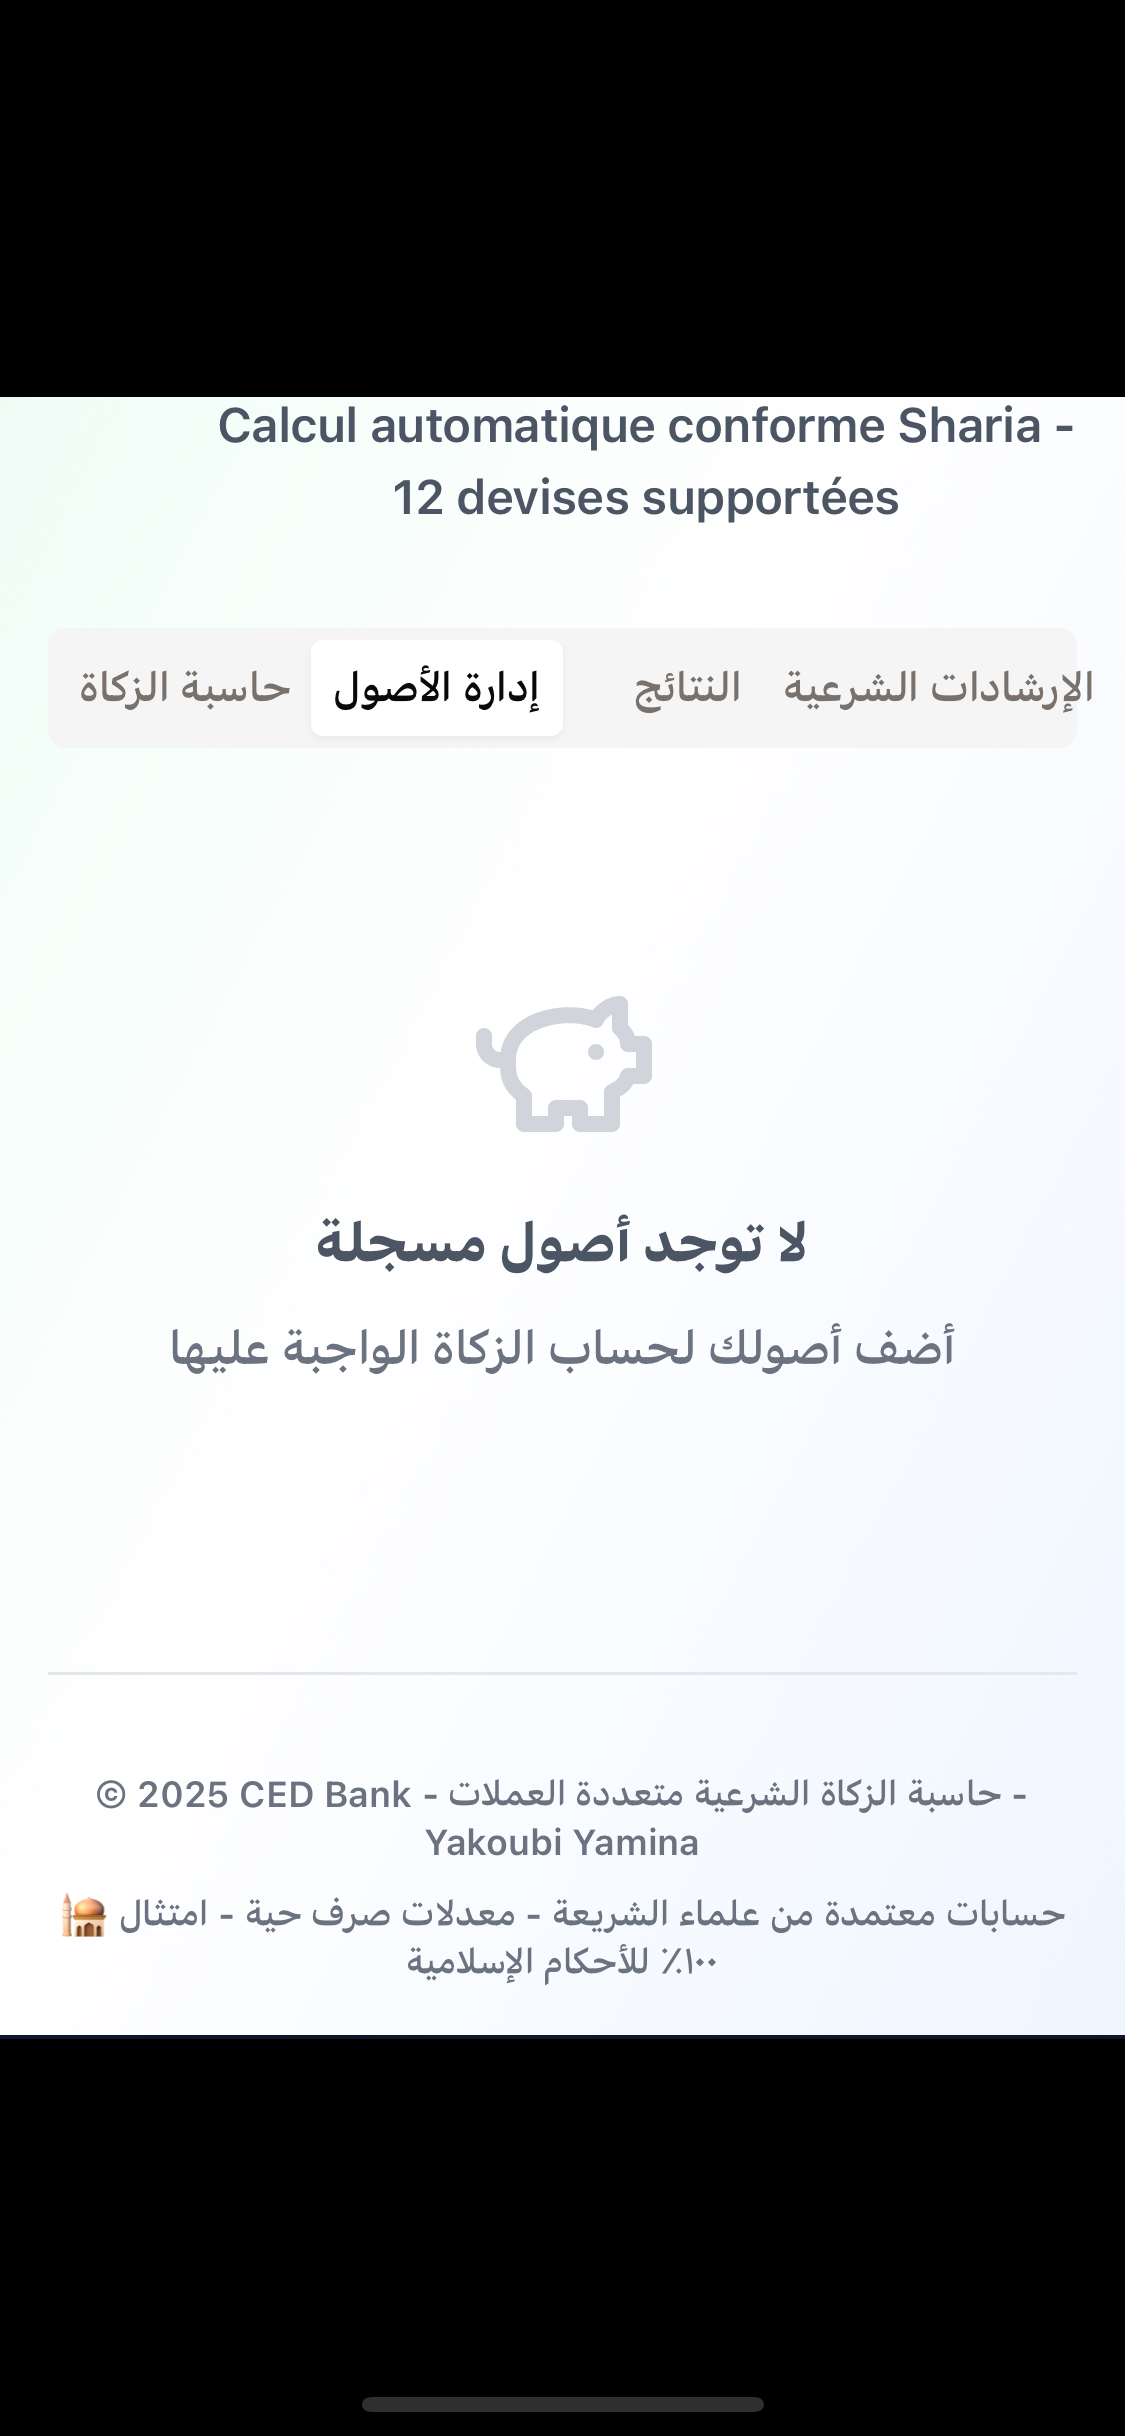 Calcul automatique conforme Sharia -
12 devises supportées
حاسبة الزكاة
إدارة الأصول
النتائج
الإرشادات الشرعية
لا توجد أصول مسجلة
أضف أصولك لحساب الزكاة الواجبة عليها
© 2025 CED Bank - حاسبة الزكاة الشرعية متعددة العملات -
Yakoubi Yamina
🕌 حسابات معتمدة من علماء الشريعة - معدلات صرف حية - امتثال
١٠٠٪ للأحكام الإسلامية